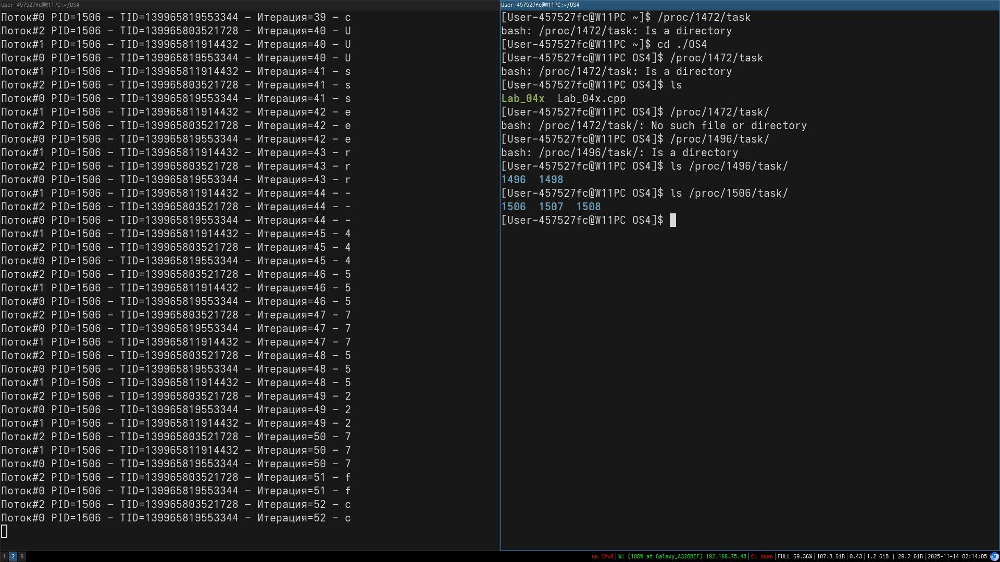 User-457527fc@W11PC:~/OS4
Поток#0 PID=1506 — TID=139965819553344 — Итерация=39 — c
Поток#2 PID=1506 — TID=139965803521728 — Итерация=40 — U
Поток#1 PID=1506 — TID=139965811914432 — Итерация=40 — U
Поток#0 PID=1506 — TID=139965819553344 — Итерация=40 — U
Поток#1 PID=1506 — TID=139965811914432 — Итерация=41 — s
Поток#2 PID=1506 — TID=139965803521728 — Итерация=41 — s
Поток#0 PID=1506 — TID=139965819553344 — Итерация=41 — s
Поток#1 PID=1506 — TID=139965811914432 — Итерация=42 — e
Поток#2 PID=1506 — TID=139965803521728 — Итерация=42 — e
Поток#0 PID=1506 — TID=139965819553344 — Итерация=42 — e
Поток#1 PID=1506 — TID=139965811914432 — Итерация=43 — r
Поток#2 PID=1506 — TID=139965803521728 — Итерация=43 — r
Поток#0 PID=1506 — TID=139965819553344 — Итерация=43 — r
Поток#1 PID=1506 — TID=139965811914432 — Итерация=44 — -
Поток#2 PID=1506 — TID=139965803521728 — Итерация=44 — -
Поток#0 PID=1506 — TID=139965819553344 — Итерация=44 — -
Поток#1 PID=1506 — TID=139965811914432 — Итерация=45 — 4
Поток#2 PID=1506 — TID=139965803521728 — Итерация=45 — 4
Поток#0 PID=1506 — TID=139965819553344 — Итерация=45 — 4
Поток#2 PID=1506 — TID=139965803521728 — Итерация=46 — 5
Поток#1 PID=1506 — TID=139965811914432 — Итерация=46 — 5
Поток#0 PID=1506 — TID=139965819553344 — Итерация=46 — 5
Поток#2 PID=1506 — TID=139965803521728 — Итерация=47 — 7
Поток#0 PID=1506 — TID=139965819553344 — Итерация=47 — 7
Поток#1 PID=1506 — TID=139965811914432 — Итерация=47 — 7
Поток#2 PID=1506 — TID=139965803521728 — Итерация=48 — 5
Поток#0 PID=1506 — TID=139965819553344 — Итерация=48 — 5
Поток#1 PID=1506 — TID=139965811914432 — Итерация=48 — 5
Поток#2 PID=1506 — TID=139965803521728 — Итерация=49 — 2
Поток#0 PID=1506 — TID=139965819553344 — Итерация=49 — 2
Поток#1 PID=1506 — TID=139965811914432 — Итерация=49 — 2
Поток#2 PID=1506 — TID=139965803521728 — Итерация=50 — 7
Поток#1 PID=1506 — TID=139965811914432 — Итерация=50 — 7
Поток#0 PID=1506 — TID=139965819553344 — Итерация=50 — 7
Поток#2 PID=1506 — TID=139965803521728 — Итерация=51 — f
Поток#0 PID=1506 — TID=139965819553344 — Итерация=51 — f
Поток#2 PID=1506 — TID=139965803521728 — Итерация=52 — c
Поток#0 PID=1506 — TID=139965819553344 — Итерация=52 — c
User-457527fc@W11PC:~/OS4
[User-457527fc@W11PC ~]$ /proc/1472/task
bash: /proc/1472/task: Is a directory
[User-457527fc@W11PC ~]$ cd ./OS4
[User-457527fc@W11PC OS4]$ /proc/1472/task
bash: /proc/1472/task: Is a directory
[User-457527fc@W11PC OS4]$ ls
Lab_04x  Lab_04x.cpp
[User-457527fc@W11PC OS4]$ /proc/1472/task/
bash: /proc/1472/task/: No such file or directory
[User-457527fc@W11PC OS4]$ /proc/1496/task/
bash: /proc/1496/task/: Is a directory
[User-457527fc@W11PC OS4]$ ls /proc/1496/task/
1496  1498
[User-457527fc@W11PC OS4]$ ls /proc/1506/task/
1506  1507  1508
[User-457527fc@W11PC OS4]$
1 2 9 no IPv6|W: (100% at Galaxy_A320BEF) 192.168.75.48|E: down|FULL 69.36%|107.3 GiB|0.43|1.2 GiB | 29.2 GiB|2025-11-14 02:14:05